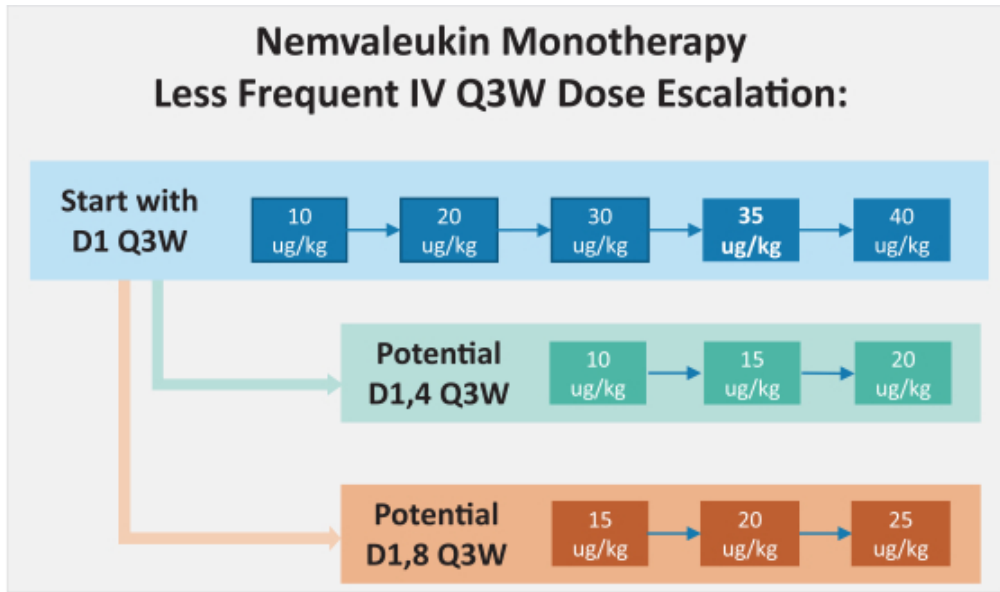 Nemvaleukin Monotherapy
Less Frequent IV Q3W Dose Escalation:
Start with
D1 Q3W
10
ug/kg
20
ug/kg
30
ug/kg
35
ug/kg
40
ug/kg
Potential
D1,4 Q3W
10
ug/kg
15
ug/kg
20
ug/kg
Potential
D1,8 Q3W
15
ug/kg
20
ug/kg
25
ug/kg